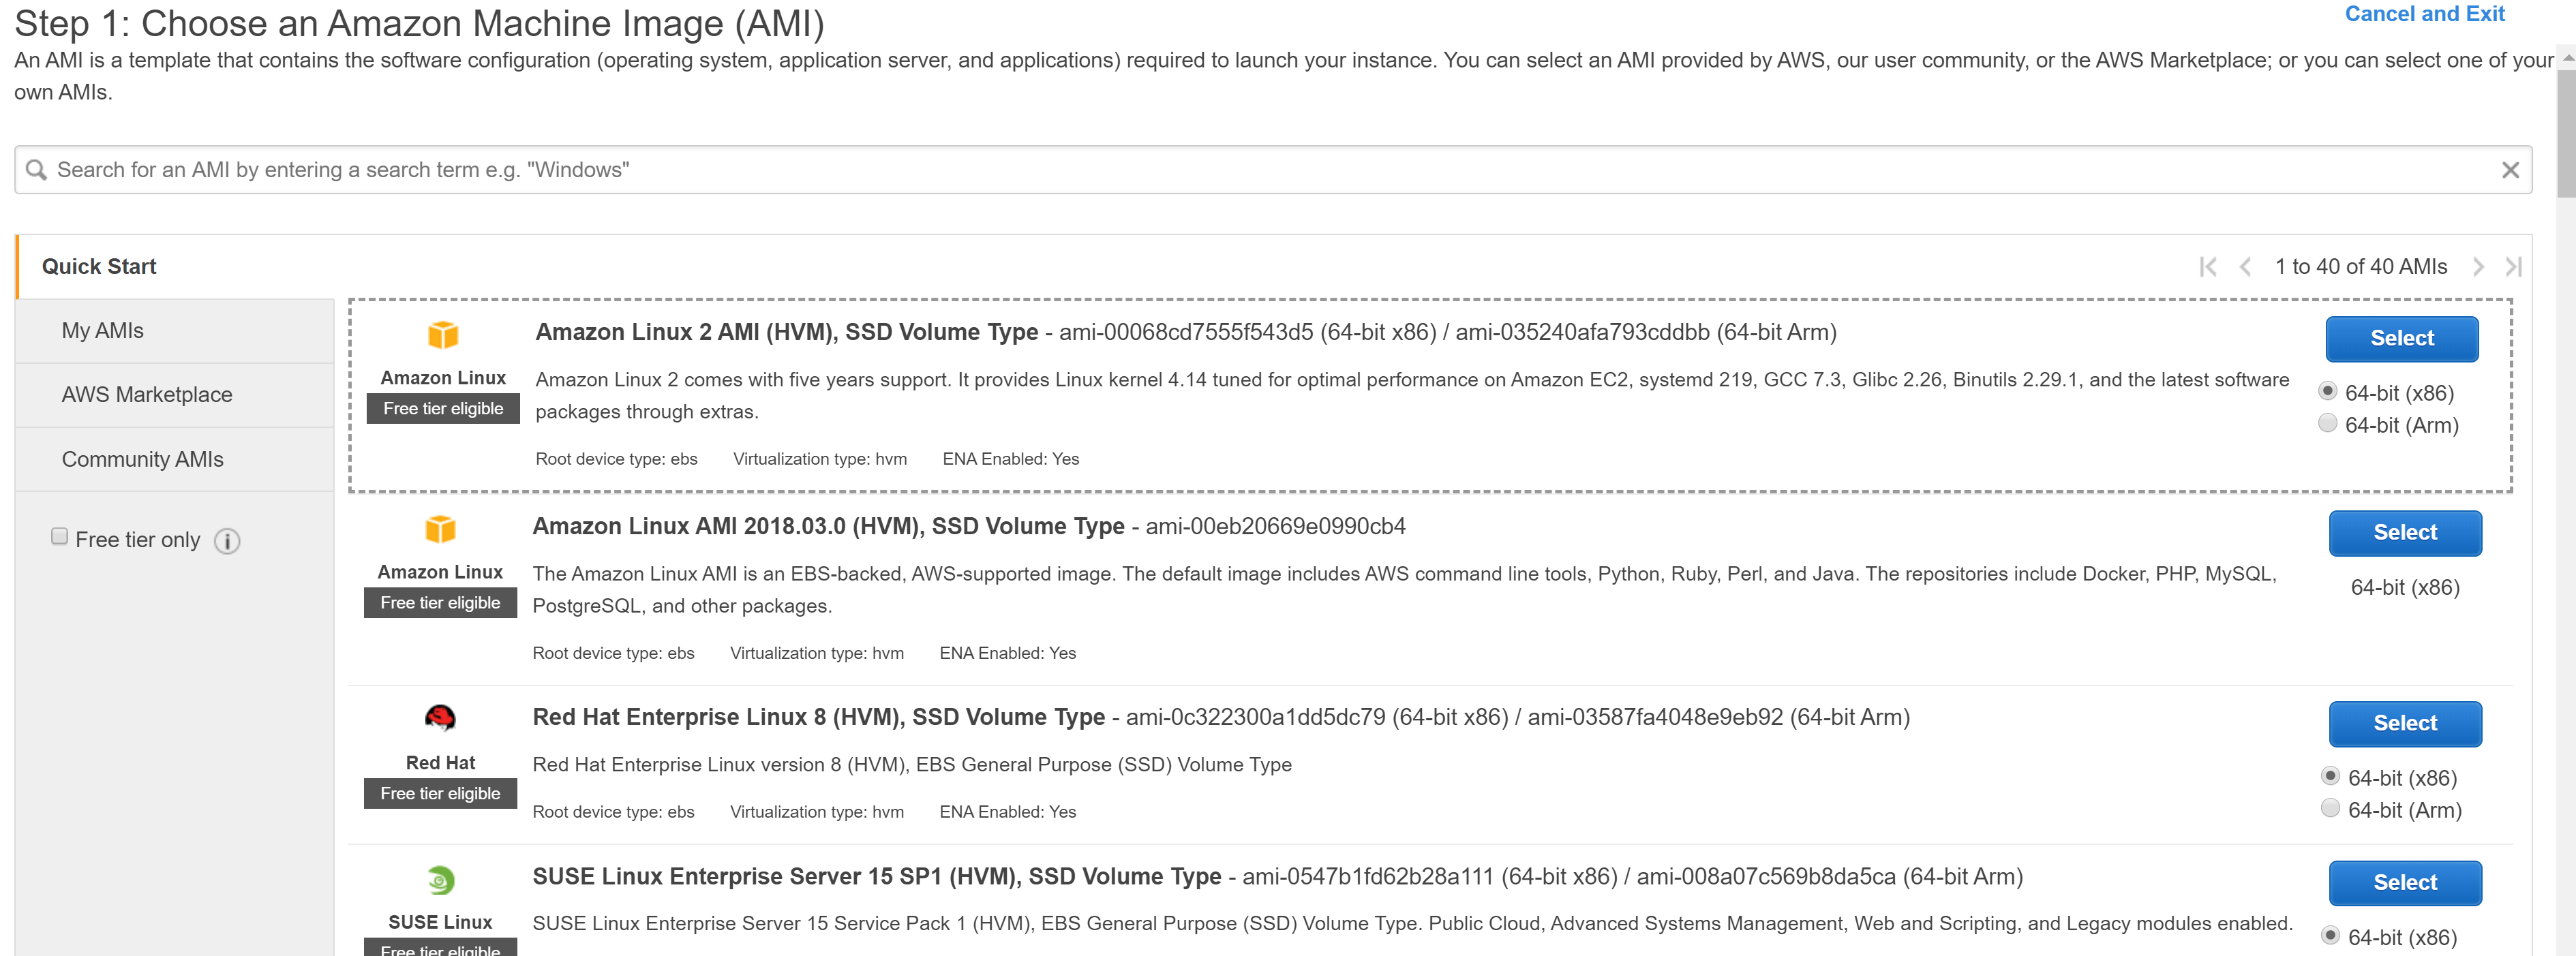 Step 1: Choose an Amazon Machine Image (AMI)
Cancel and Exit
An AMI is a template that contains the software configuration (operating system, application server, and applications) required to launch your instance. You can select an AMI provided by AWS, our user community, or the AWS Marketplace; or you can select one of your
own AMIs.
Search for an AMI by entering a search term e.g. "Windows"
Quick Start
1 to 40 of 40 AMIs
My AMIs
AWS Marketplace
Community AMIs
Free tier only
Amazon Linux
Free tier eligible
Amazon Linux 2 AMI (HVM), SSD Volume Type - ami-00068cd7555f543d5 (64-bit x86) / ami-035240afa793cddbb (64-bit Arm)
Amazon Linux 2 comes with five years support. It provides Linux kernel 4.14 tuned for optimal performance on Amazon EC2, systemd 219, GCC 7.3, Glibc 2.26, Binutils 2.29.1, and the latest software
packages through extras.
Root device type: ebs Virtualization type: hvm ENA Enabled: Yes
Select
64-bit (x86)
64-bit (Arm)
Amazon Linux
Free tier eligible
Amazon Linux AMI 2018.03.0 (HVM), SSD Volume Type - ami-00eb20669e0990cb4
The Amazon Linux AMI is an EBS-backed, AWS-supported image. The default image includes AWS command line tools, Python, Ruby, Perl, and Java. The repositories include Docker, PHP, MySQL,
PostgreSQL, and other packages.
Root device type: ebs Virtualization type: hvm ENA Enabled: Yes
Select
64-bit (x86)
Red Hat
Free tier eligible
Red Hat Enterprise Linux 8 (HVM), SSD Volume Type - ami-0c322300a1dd5dc79 (64-bit x86) / ami-03587fa4048e9eb92 (64-bit Arm)
Red Hat Enterprise Linux version 8 (HVM), EBS General Purpose (SSD) Volume Type
Root device type: ebs Virtualization type: hvm ENA Enabled: Yes
Select
64-bit (x86)
64-bit (Arm)
SUSE Linux
Free tier eligible
SUSE Linux Enterprise Server 15 SP1 (HVM), SSD Volume Type - ami-0547b1fd62b28a111 (64-bit x86) / ami-008a07c569b8da5ca (64-bit Arm)
SUSE Linux Enterprise Server 15 Service Pack 1 (HVM), EBS General Purpose (SSD) Volume Type. Public Cloud, Advanced Systems Management, Web and Scripting, and Legacy modules enabled.
Select
64-bit (x86)